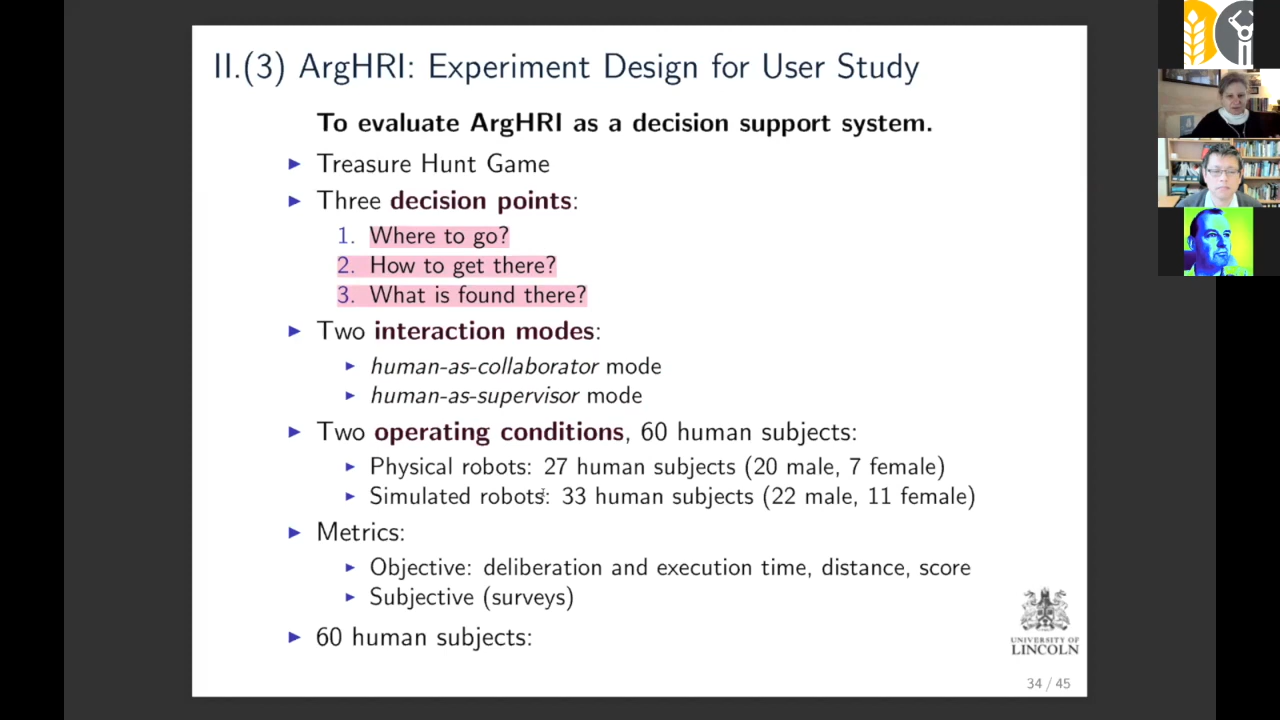 II.(3) ArgHRI: Experiment Design for User Study
To evaluate ArgHRI as a decision support system.
▶ Treasure Hunt Game
▶ Three decision points:
1. Where to go?
2. How to get there?
3. What is found there?
▶ Two interaction modes:
▶ human-as-collaborator mode
▶ human-as-supervisor mode
▶ Two operating conditions, 60 human subjects:
▶ Physical robots: 27 human subjects (20 male, 7 female)
▶ Simulated robots: 33 human subjects (22 male, 11 female)
▶ Metrics:
▶ Objective: deliberation and execution time, distance, score
▶ Subjective (surveys)
▶ 60 human subjects:
UNIVERSITY OF
LINCOLN
34 / 45